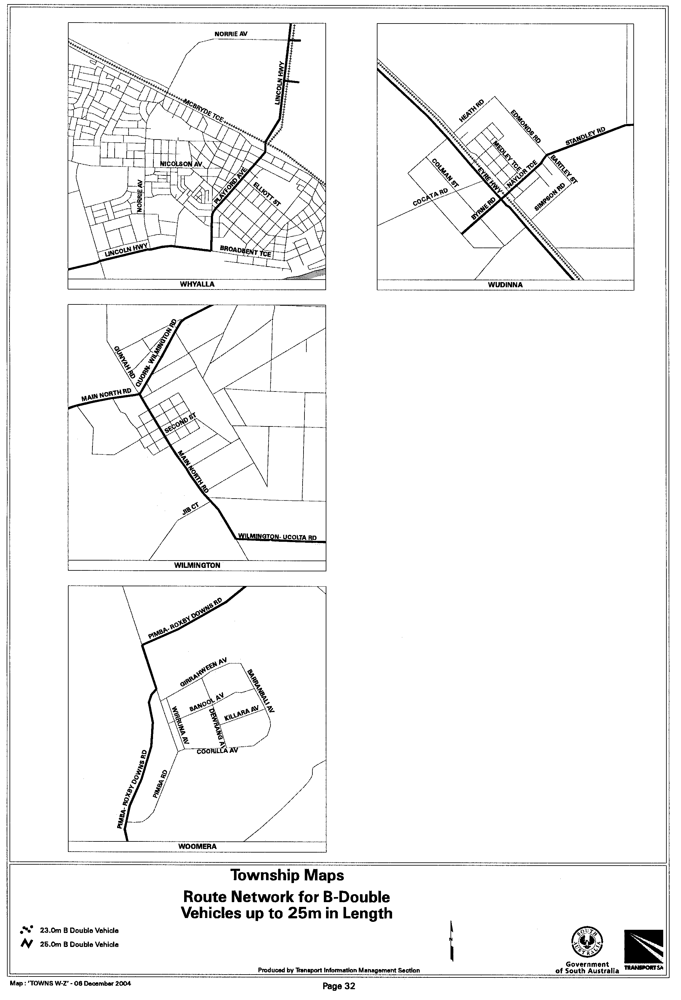 NORRIE AV
LINCOLN HWY
MCBRYDE TCE
NICOLSON AV
NORRIE AV
PLAYFORD AVE
ELLIOTT ST
LINCOLN HWY
BROADBENT TCE
WHYALLA
HEATH RD
EDMONDS RD
STANDLEY RD
MEDLEY TCE
COLMAN ST
EYRE HWY
NAYLOR TCE
BARTLEY ST
COCATA RD
BYRNE RD
SIMPSON RD
WUDINNA
GUNYAH RD
QUORN- WILMINGTON RD
MAIN NORTH RD
SECOND ST
MAIN NORTH RD
JIB CT
WILMINGTON- UCOLTA RD
WILMINGTON
PIMBA- ROXBY DOWNS RD
GIRRAHWEEN AV
BARRANBALI AV
BANOOL AV
WIRRUNA AV
DEWRANG AV
KILLARA AV
COORILLA AV
PIMBA- ROXBY DOWNS RD
PIMBA RD
WOOMERA
Township Maps
Route Network for B-Double
Vehicles up to 25m in Length
23.0m B Double Vehicle
25.0m B Double Vehicle
N
SOUTH
AUSTRALIA
Government
of South Australia
TRANSPORT SA
Produced by Transport Information Management Section
Map : 'TOWNS W-Z' - 06 December 2004
Page 32